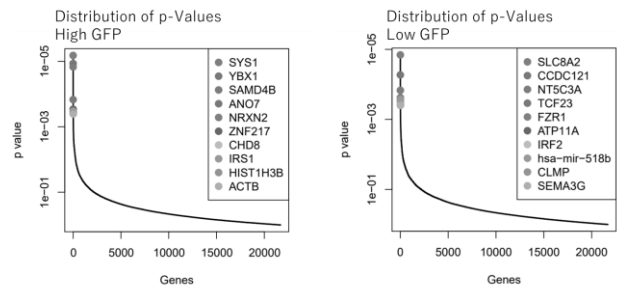 Distribution of p-Values
High GFP
p value
1e-05
1e-03
1e-01
SYS1
YBX1
SAMD4B
ANO7
NRXN2
ZNF217
CHD8
IRS1
HIST1H3B
ACTB
0
5000
10000
15000
20000
Genes
Distribution of p-Values
Low GFP
p value
1e-05
1e-03
1e-01
SLC8A2
CCDC121
NT5C3A
TCF23
FZR1
ATP11A
IRF2
hsa-mir-518b
CLMP
SEMA3G
0
5000
10000
15000
20000
Genes